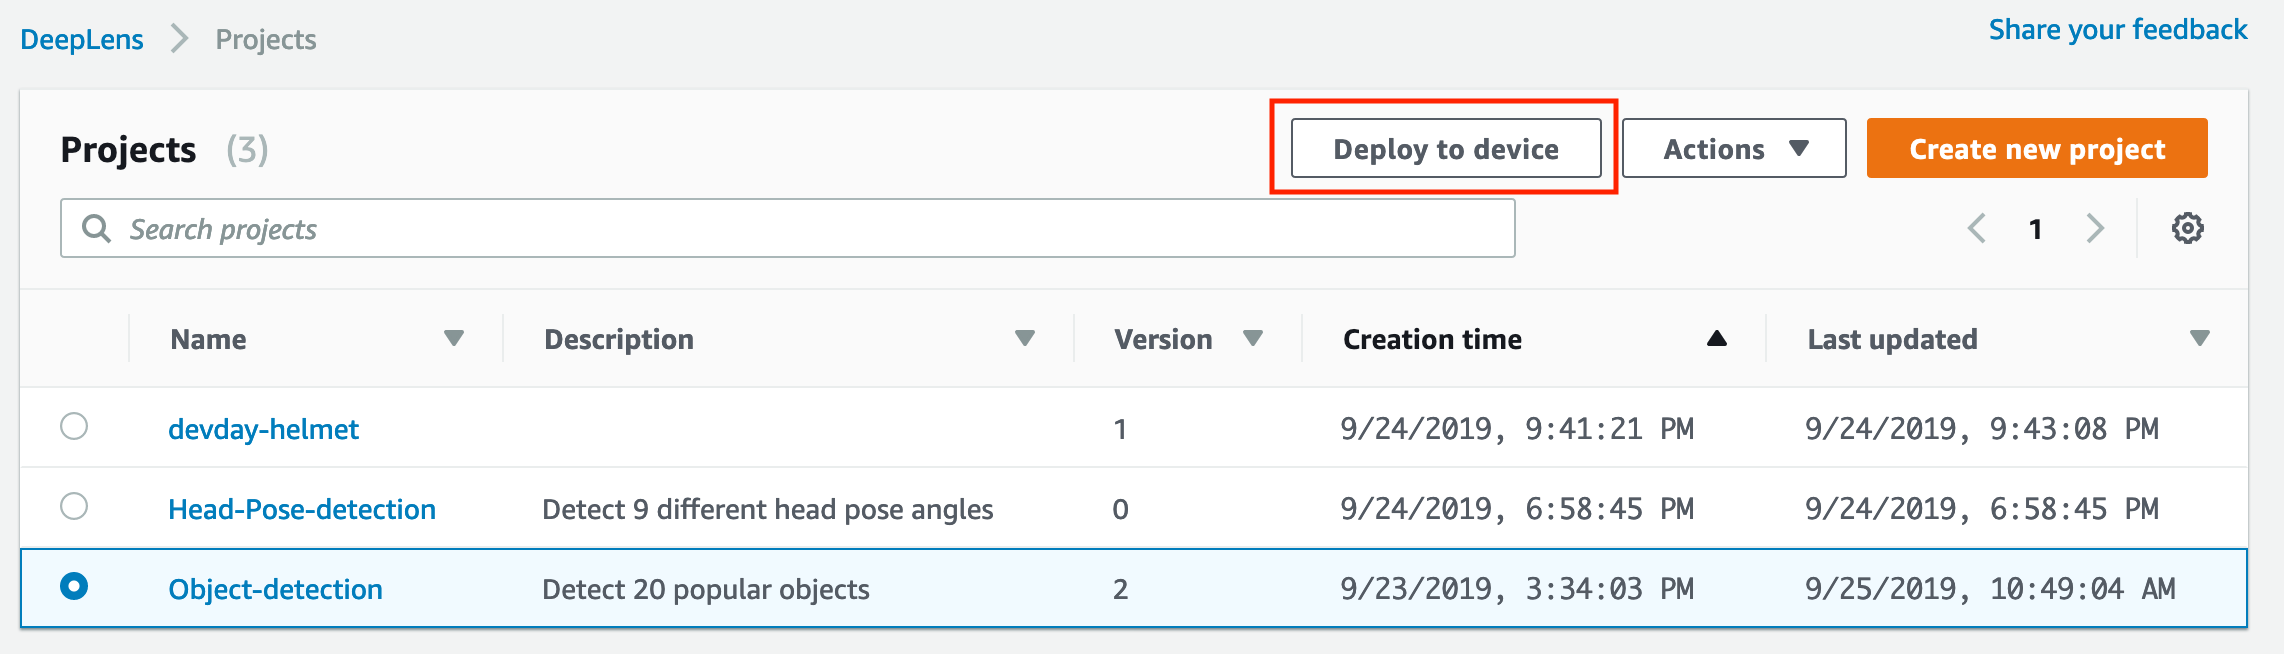 DeepLens Projects Share your feedback
Projects (3) Deploy to device Actions Create new project
Search projects 1
Name Description Version Creation time Last updated
devday-helmet 1 9/24/2019, 9:41:21 PM 9/24/2019, 9:43:08 PM
Head-Pose-detection Detect 9 different head pose angles 0 9/24/2019, 6:58:45 PM 9/24/2019, 6:58:45 PM
Object-detection Detect 20 popular objects 2 9/23/2019, 3:34:03 PM 9/25/2019, 10:49:04 AM